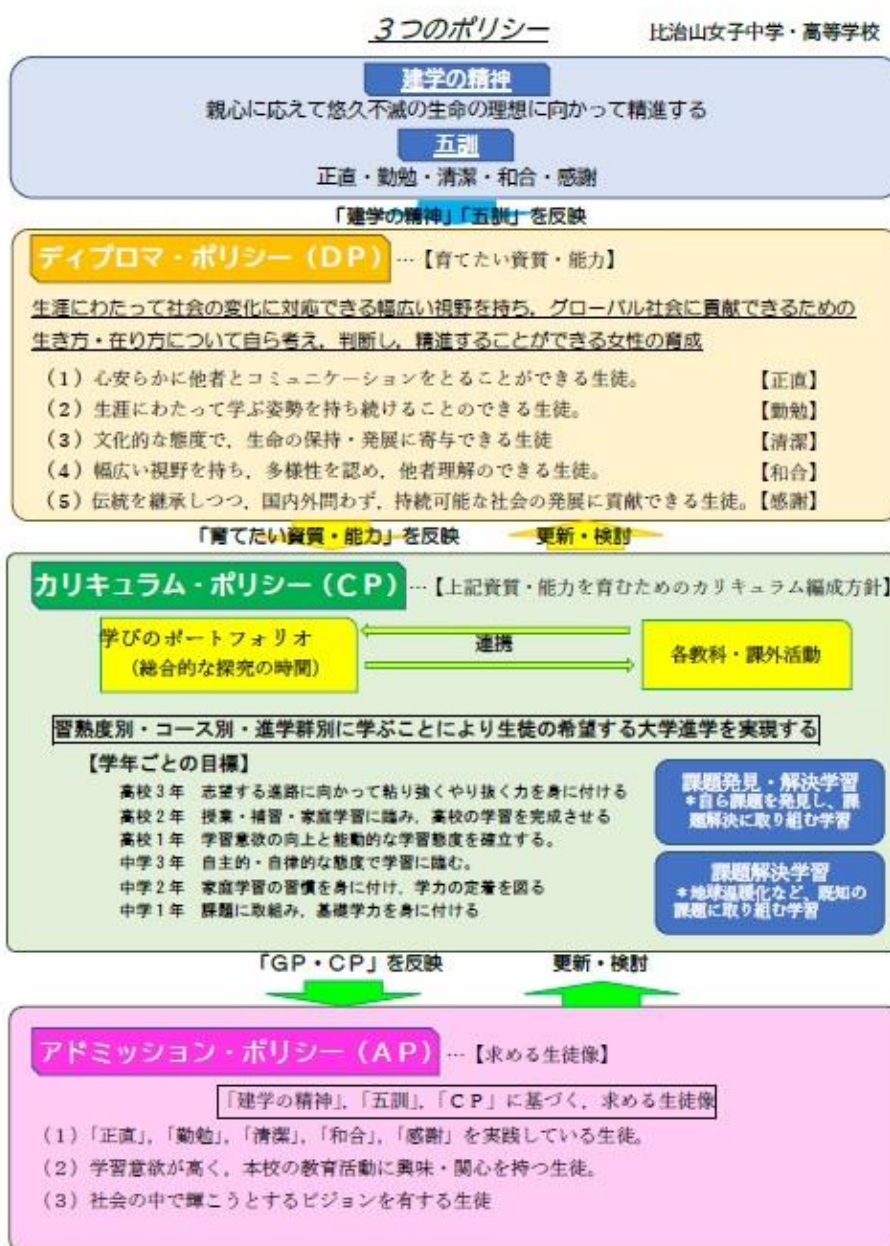 ３つのポリシー
比治山女子中学・高等学校
建学の精神
親心に応えて悠久不滅の生命の理想に向かって精進する
五訓
正直・勤勉・清潔・和合・感謝
「建学の精神」「五訓」を反映
ディプロマ・ポリシー（ＤＰ）…【育てたい資質・能力】
生涯にわたって社会の変化に対応できる幅広い視野を持ち，グローバル社会に貢献できるための
生き方・在り方について自ら考え，判断し，精進することができる女性の育成
（１）心安らかに他者とコミュニケーションをとることができる生徒。【正直】
（２）生涯にわたって学ぶ姿勢を持ち続けることのできる生徒。【勤勉】
（３）文化的な態度で，生命の保持・発展に寄与できる生徒【清潔】
（４）幅広い視野を持ち，多様性を認め，他者理解のできる生徒。【和合】
（５）伝統を継承しつつ，国内外問わず，持続可能な社会の発展に貢献できる生徒。【感謝】
「育てたい資質・能力」を反映
更新・検討
カリキュラム・ポリシー（ＣＰ）…【上記資質・能力を育むためのカリキュラム編成方針】
学びのポートフォリオ
（総合的な探究の時間）
連携
各教科・課外活動
習熟度別・コース別・進学群別に学ぶことにより生徒の希望する大学進学を実現する
【学年ごとの目標】
高校３年　志望する進路に向かって粘り強くやり抜く力を身に付ける
高校２年　授業・補習・家庭学習に臨み，高校の学習を完成させる
高校１年　学習意欲の向上と能動的な学習態度を確立する。
中学３年　自主的・自律的な態度で学習に臨む。
中学２年　家庭学習の習慣を身に付け，学力の定着を図る
中学１年　課題に取組み，基礎学力を身に付ける
課題発見・解決学習
＊自ら課題を発見し、課
題解決に取り組む学習
課題解決学習
＊地球温暖化など、既知の
課題に取り組む学習
「ＧＰ・ＣＰ」を反映
更新・検討
アドミッション・ポリシー（ＡＰ）…【求める生徒像】
「建学の精神」，「五訓」，「ＣＰ」に基づく，求める生徒像
（１）「正直」，「勤勉」，「清潔」，「和合」，「感謝」を実践している生徒。
（２）学習意欲が高く，本校の教育活動に興味・関心を持つ生徒。
（３）社会の中で輝こうとするビジョンを有する生徒